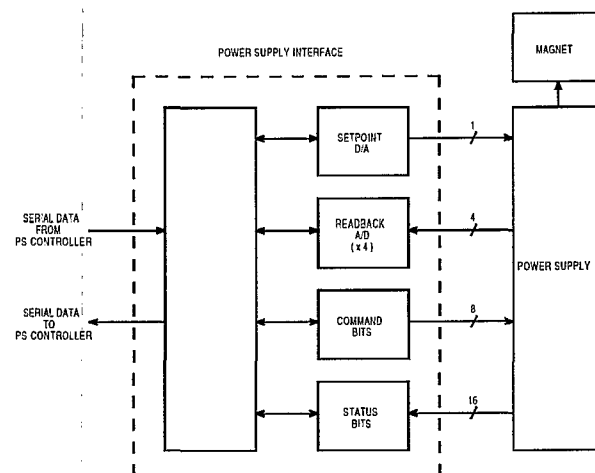 POWER SUPPLY INTERFACE
MAGNET
SETPOINT
D/A
1
SERIAL DATA
FROM
PS CONTROLLER
READBACK
A/D
( x 4 )
4
POWER SUPPLY
SERIAL DATA
TO
PS CONTROLLER
COMMAND
BITS
8
STATUS
BITS
16